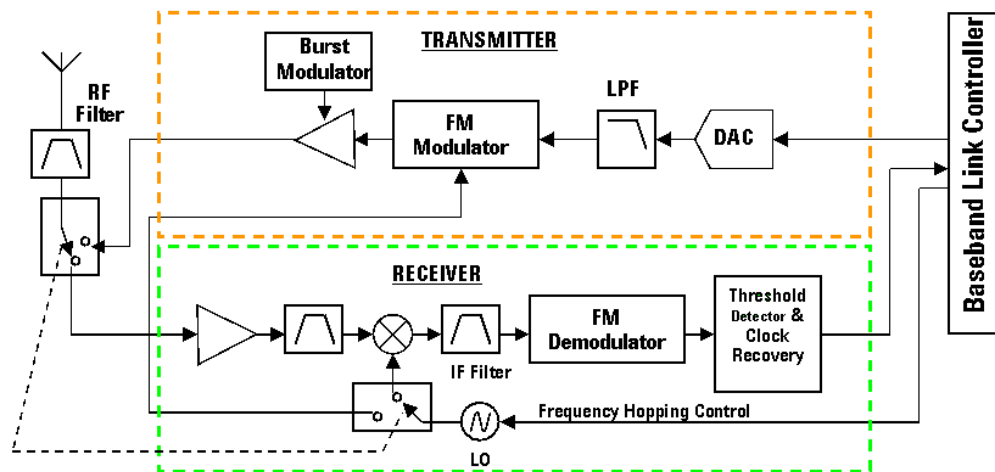 TRANSMITTER
Burst
Modulator
RF
Filter
LPF
FM
Modulator
DAC
Baseband Link Controller
RECEIVER
Threshold
Detector &
Clock
Recovery
FM
Demodulator
IF Filter
Frequency Hopping Control
LO